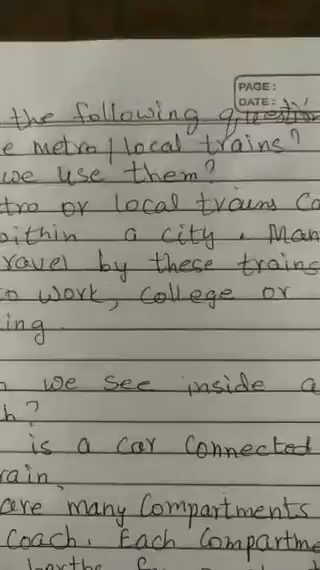 PAGE:
DATE:
the following question
e metro | local trains?
we use them?
tro or local trains Ca
within a city. Man
ravel by these trains
o work, college or
ing.
we see inside a
h?
is a car connected
rain.
are many Compartments
Coach. Each Compartme